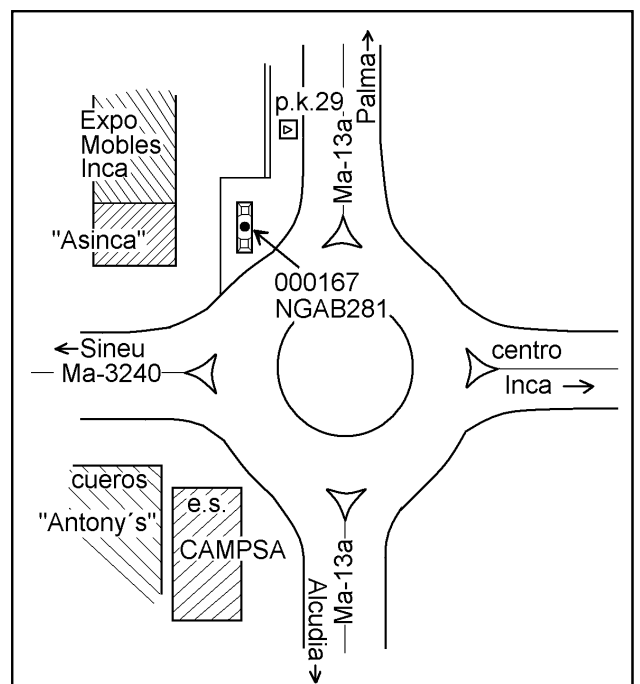 Palma
p.k.29
Ma-13a
Expo
Mobles
Inca
"Asinca"
000167
NGAB281
Sineu
Ma-3240
centro
Inca
cueros
"Antony´s"
e.s.
CAMPSA
Ma-13a
Alcudia